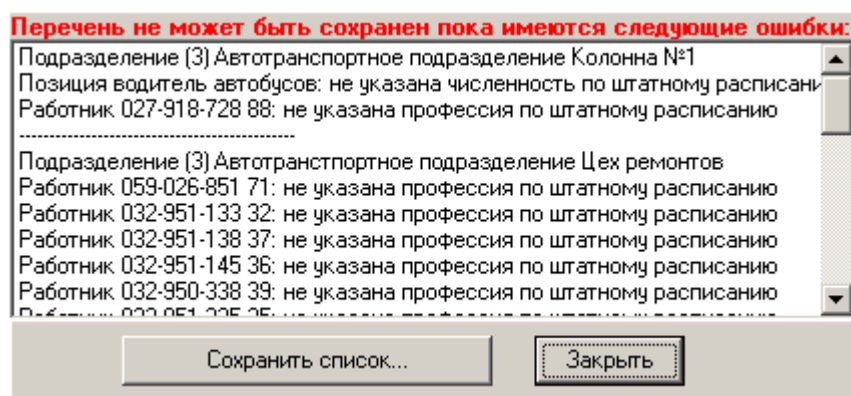 Перечень не может быть сохранен пока имеются следующие ошибки:
Подразделение (3) Автотранспортное подразделение Колонна №1
Позиция водитель автобусов: не указана численность по штатному расписани
Работник 027-918-728 88: не указана профессия по штатному расписанию
----------------------------------------------
Подразделение (3) Автотранстпортное подразделение Цех ремонтов
Работник 059-026-851 71: не указана профессия по штатному расписанию
Работник 032-951-133 32: не указана профессия по штатному расписанию
Работник 032-951-138 37: не указана профессия по штатному расписанию
Работник 032-951-145 36: не указана профессия по штатному расписанию
Работник 032-950-338 39: не указана профессия по штатному расписанию
Сохранить список... Закрыть